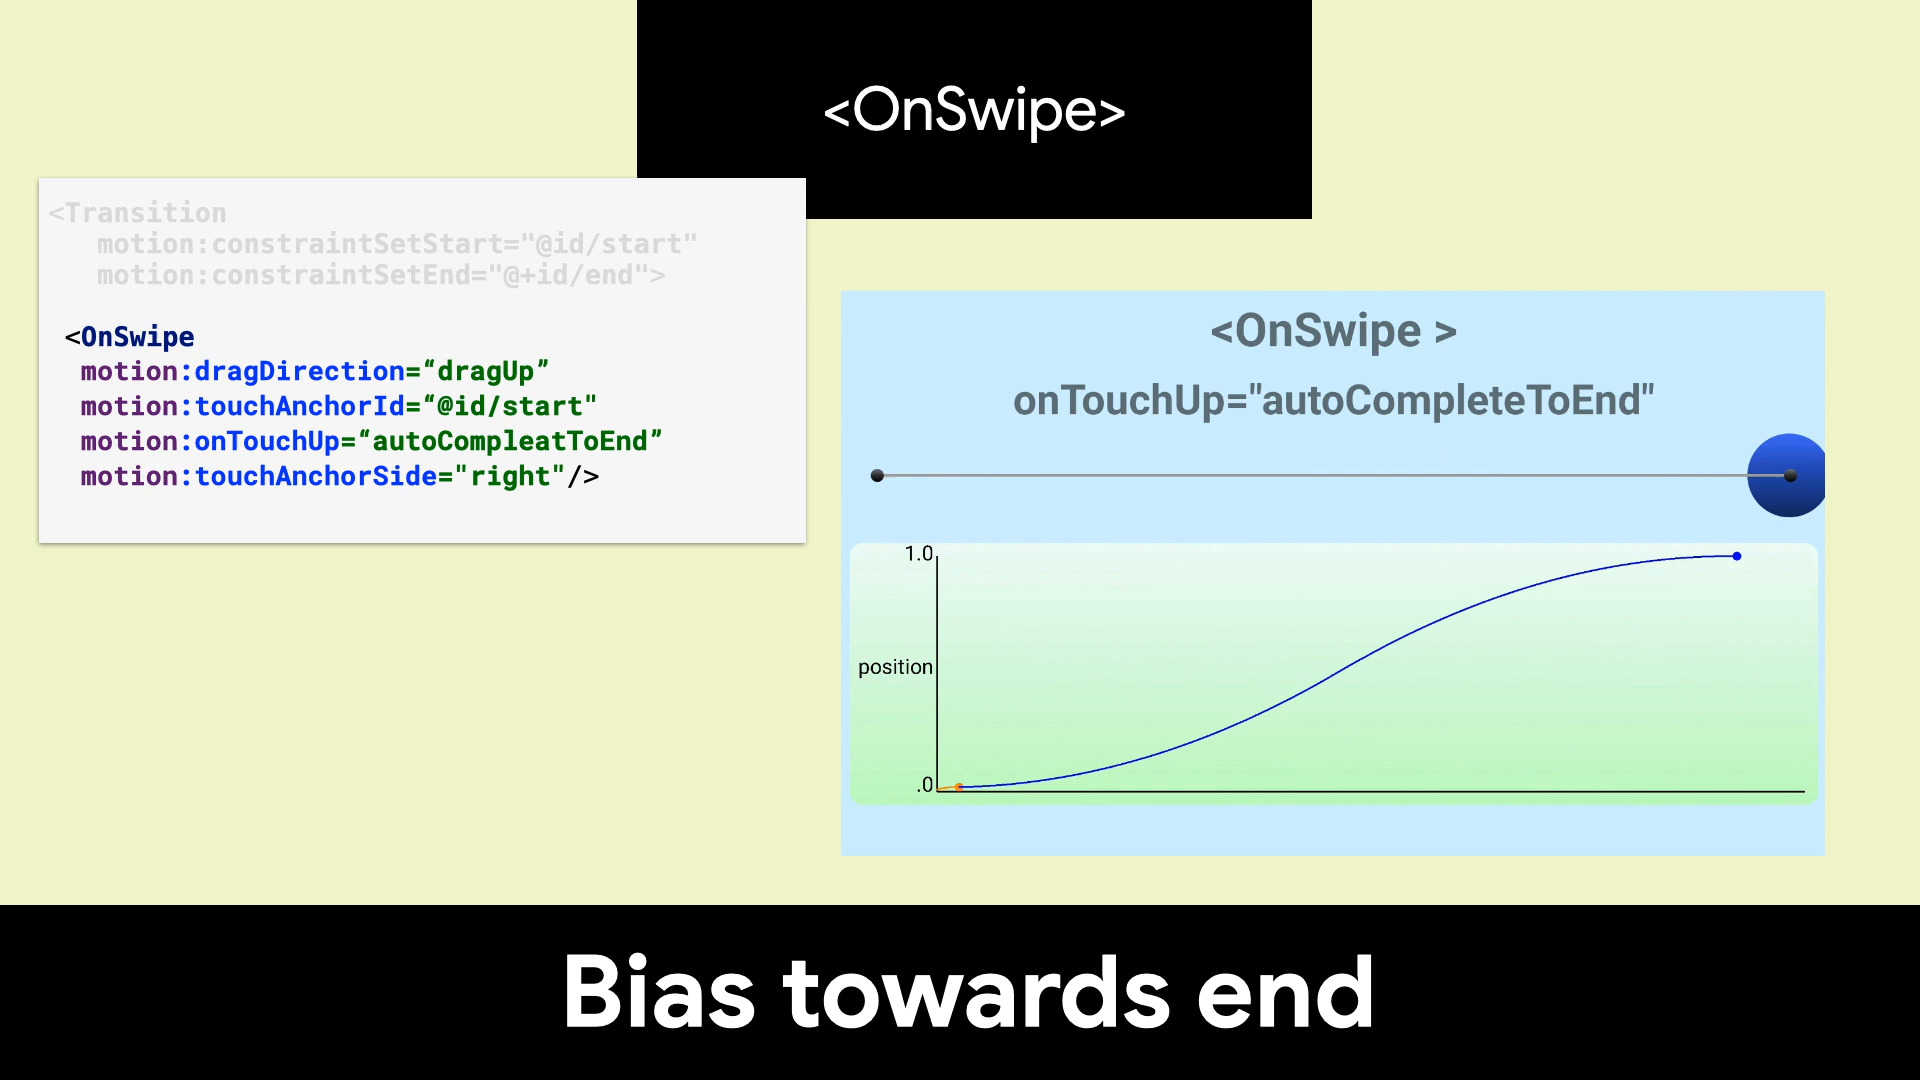 <OnSwipe>
<Transition
motion:constraintSetStart="@id/start"
motion:constraintSetEnd="@+id/end">
<OnSwipe
motion:dragDirection=“dragUp”
motion:touchAnchorId=“@id/start"
motion:onTouchUp=“autoCompleatToEnd”
motion:touchAnchorSide="right"/>
<OnSwipe >
onTouchUp="autoCompleteToEnd"
1.0
position
.0
Bias towards end